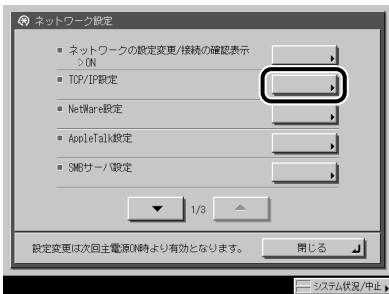 ネットワーク設定
ネットワークの設定変更/接続の確認表示
▷ON
TCP/IP設定
NetWare設定
AppleTalk設定
SMBサーバ設定
1/3
設定変更は次回主電源ON時より有効となります。
閉じる
システム状況/中止